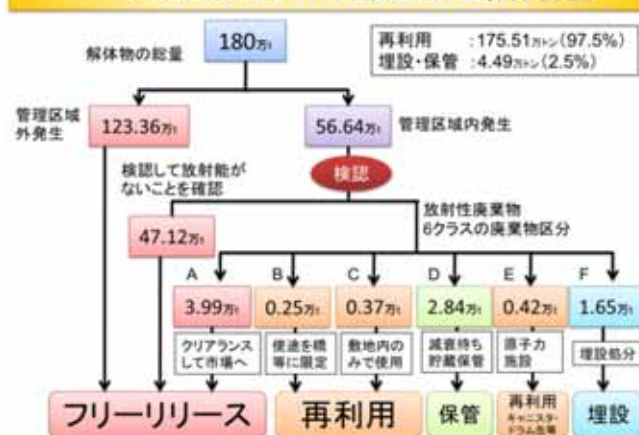 解体物の総量
180万t
再利用 :175.51万トン(97.5%)
埋設・保管 :4.49万トン(2.5%)
管理区域
外発生
123.36万t
56.64万t
管理区域内発生
検認して放射能が
ないことを確認
検認
放射性廃棄物
6クラスの廃棄物区分
47.12万t
A
B
C
D
E
F
3.99万t
0.25万t
0.37万t
2.84万t
0.42万t
1.65万t
クリアランス
して市場へ
使途を橋
等に限定
敷地内の
みで使用
減衰待ち
貯蔵保管
原子力
施設
埋設処分
フリーリリース
再利用
保管
再利用
キャニスタ・
埋設